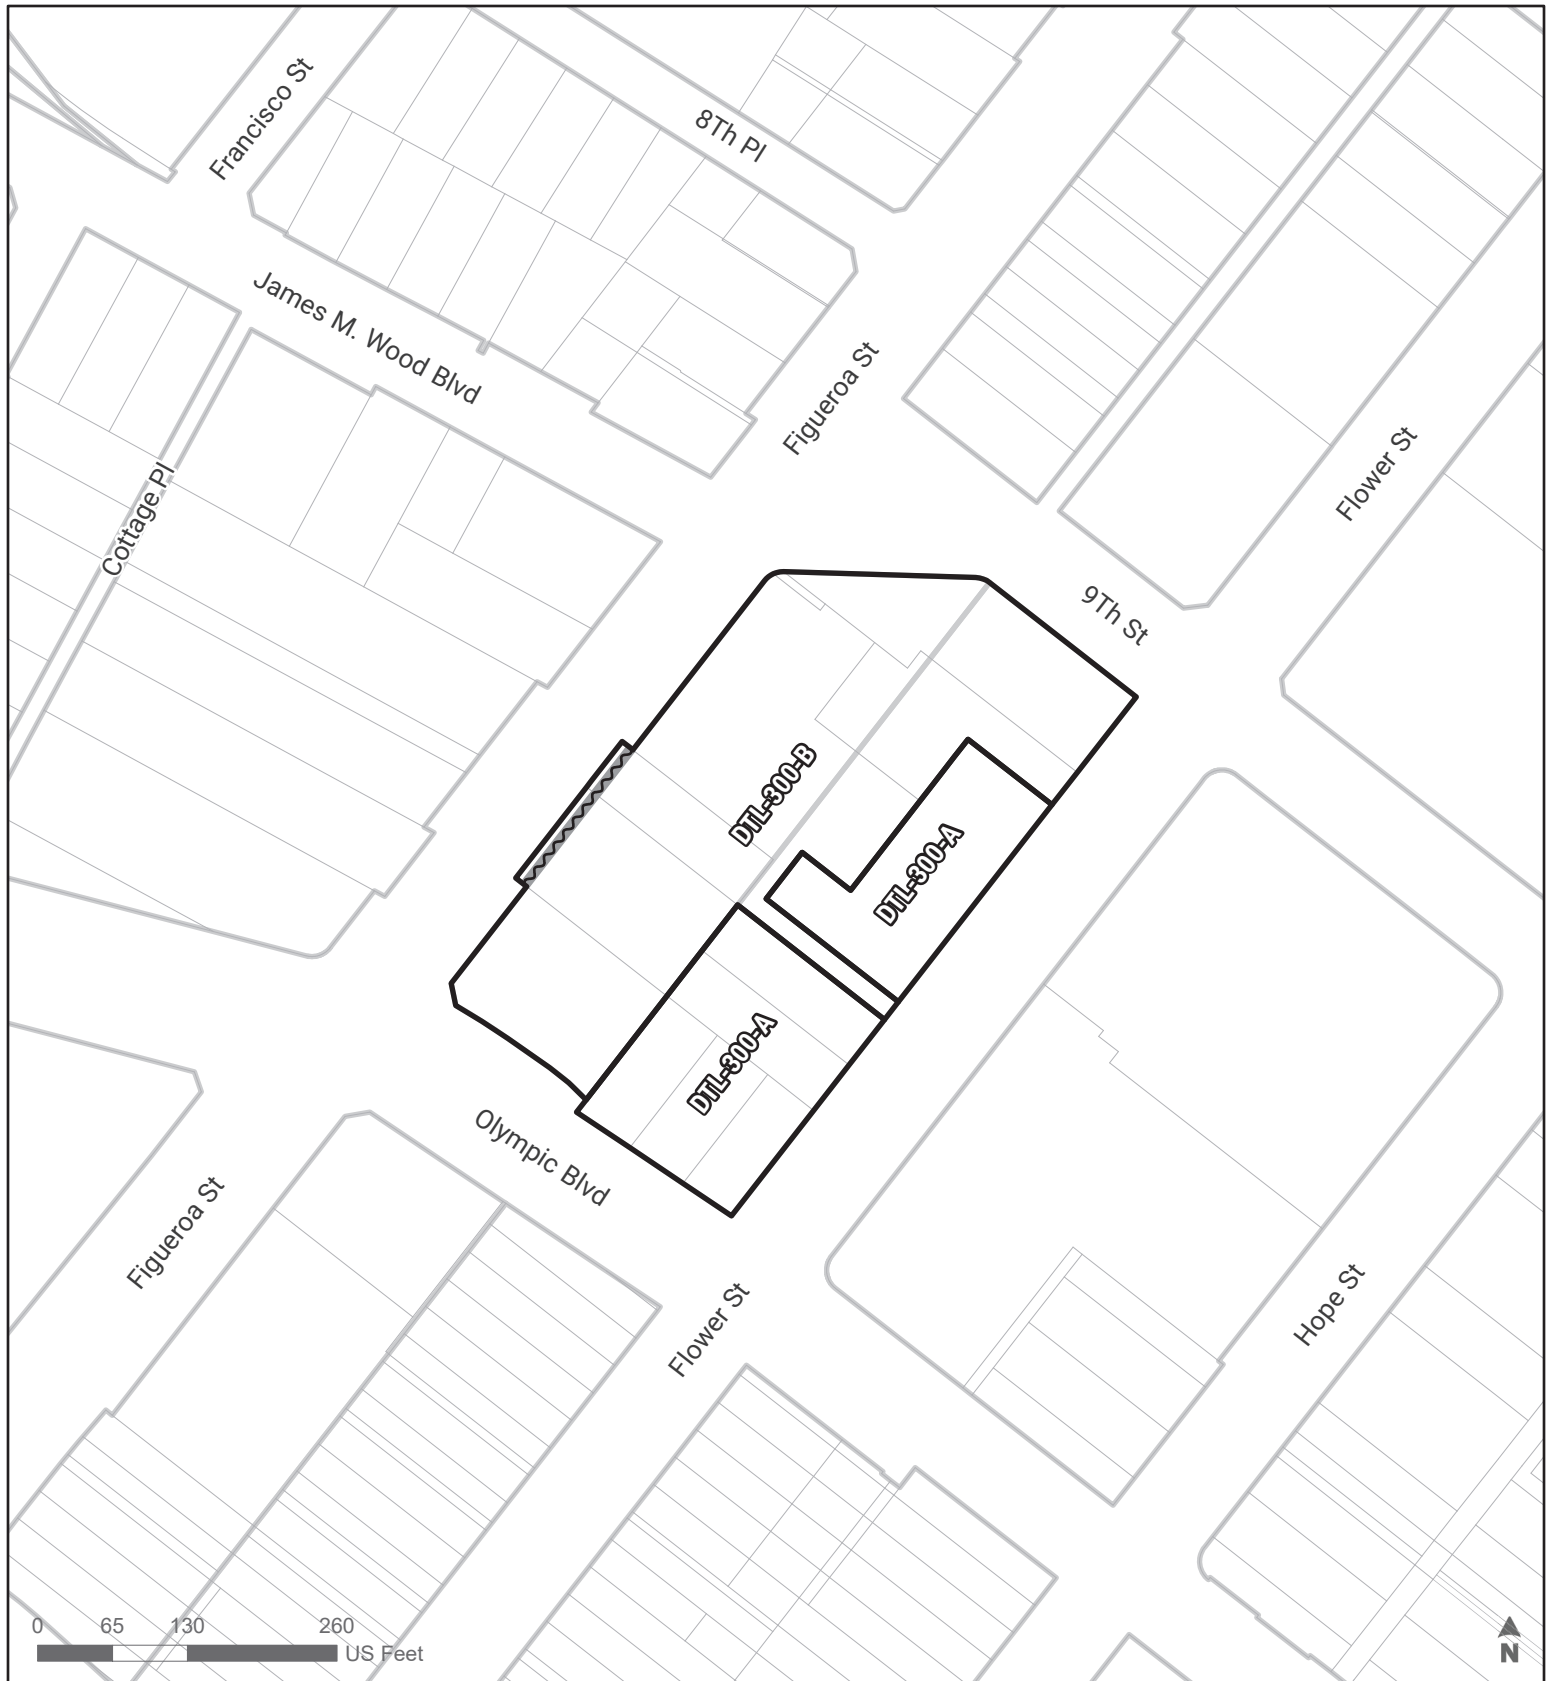 Francisco St
8Th Pl
James M. Wood Blvd
Figueroa St
Flower St
Cottage Pl
9Th St
DTL-300-B
DTL-300-A
DTL-300-A
Olympic Blvd
Figueroa St
Flower St
Hope St
0 65 130 260
US Feet
N